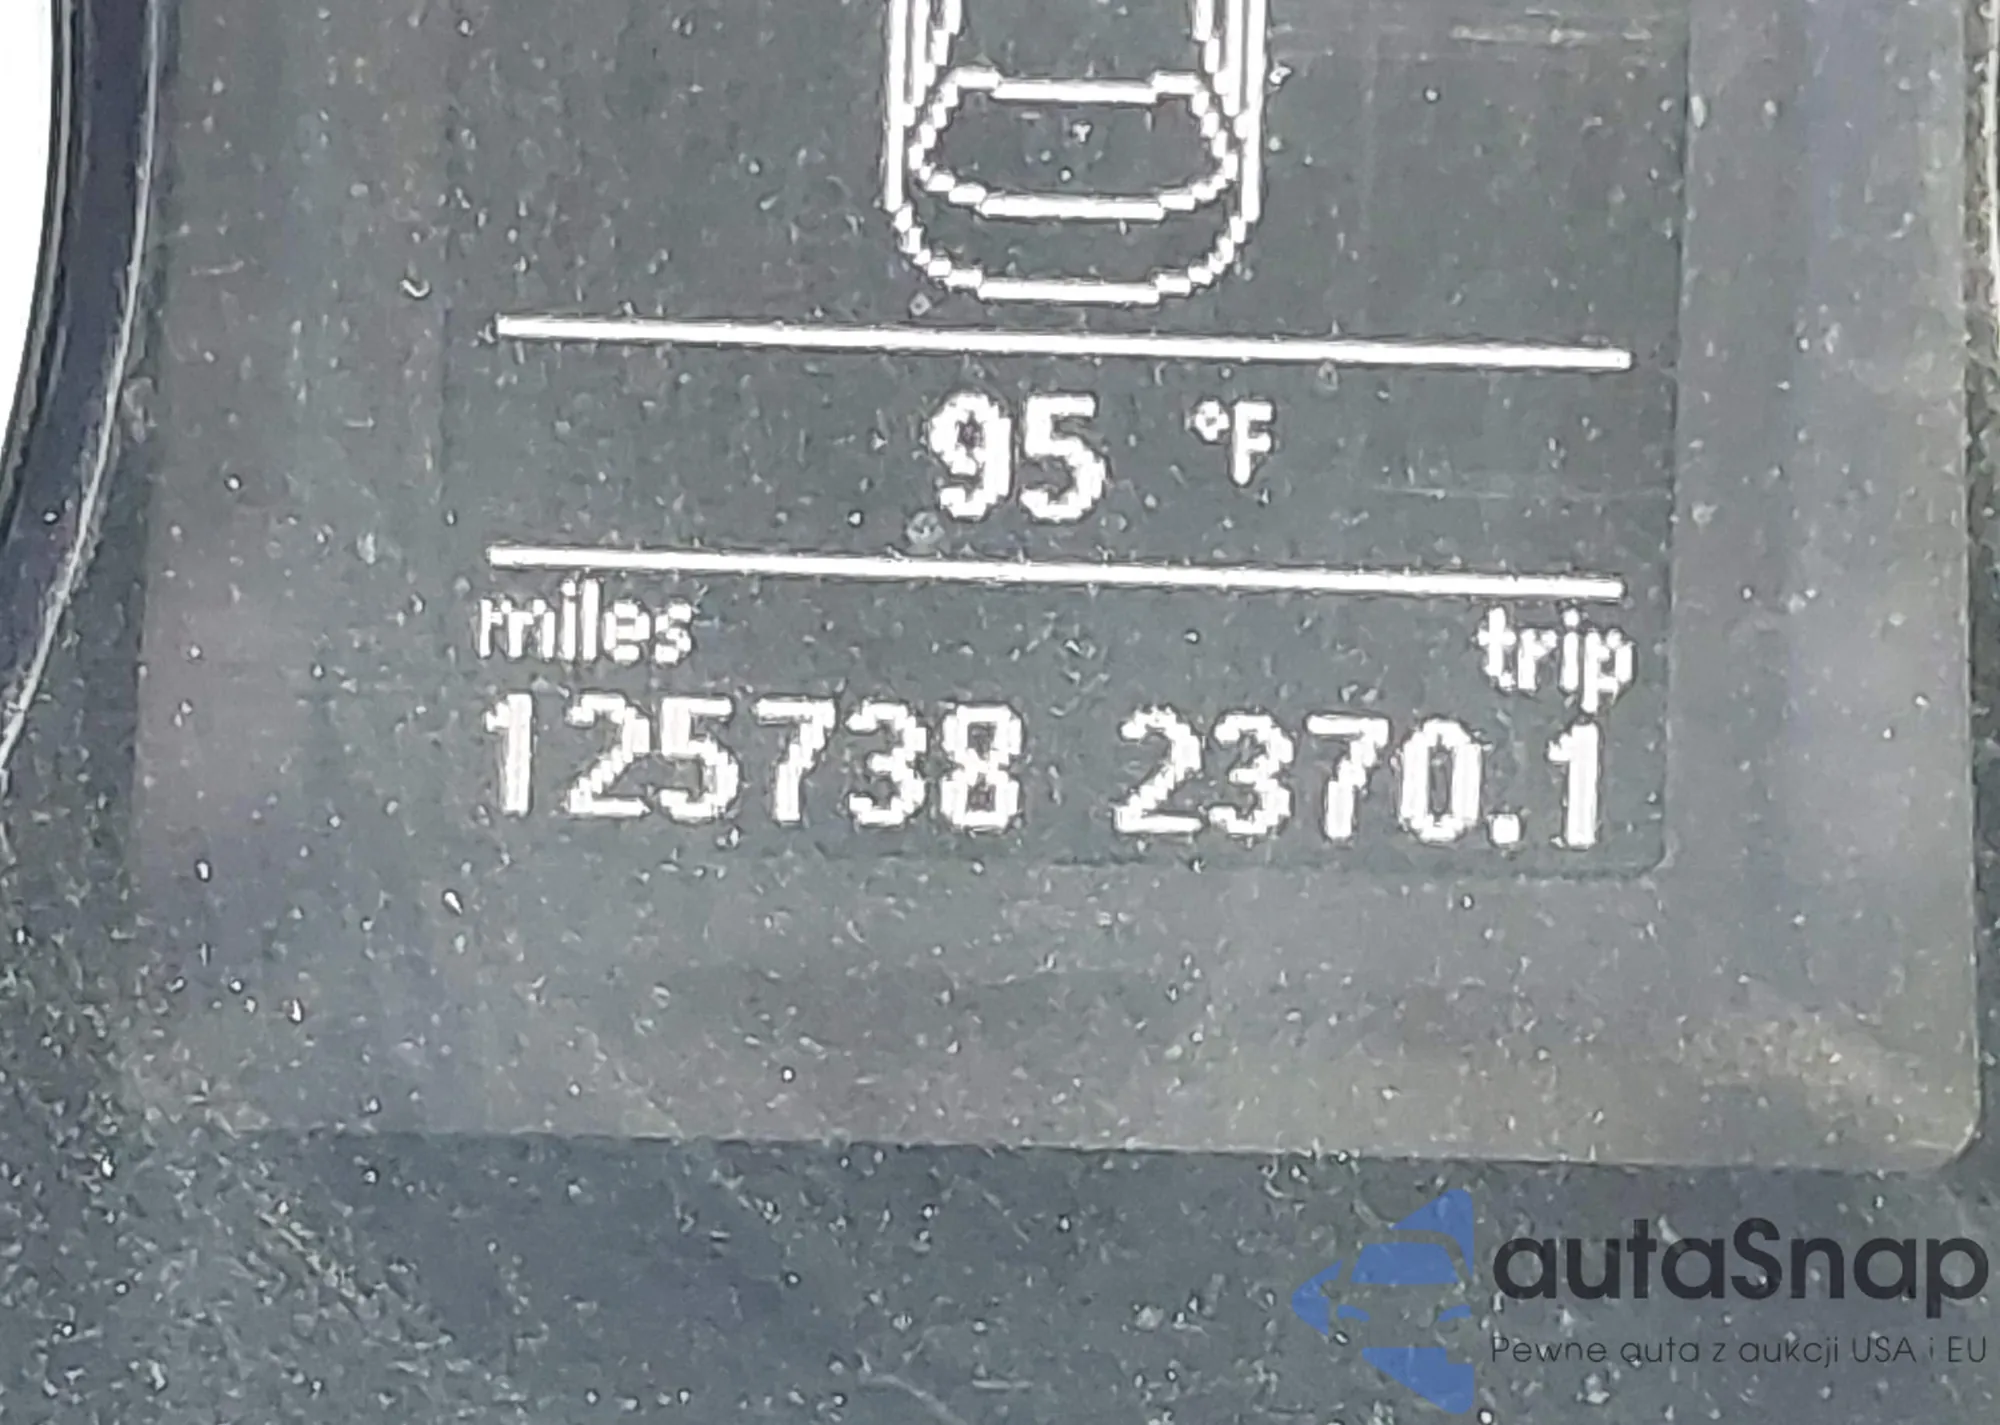 95 °F
miles trip
125738 2370.1
autaSnap
Pewne auta z aukcji USA i EU